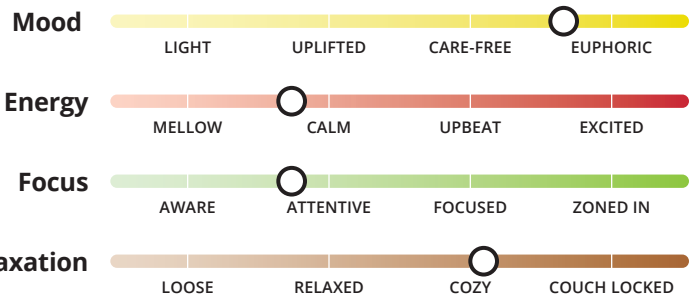 Mood
LIGHT UPLIFTED CARE-FREE EUPHORIC
Energy
MELLOW CALM UPBEAT EXCITED
Focus
AWARE ATTENTIVE FOCUSED ZONED IN
axation
LOOSE RELAXED COZY COUCH LOCKED